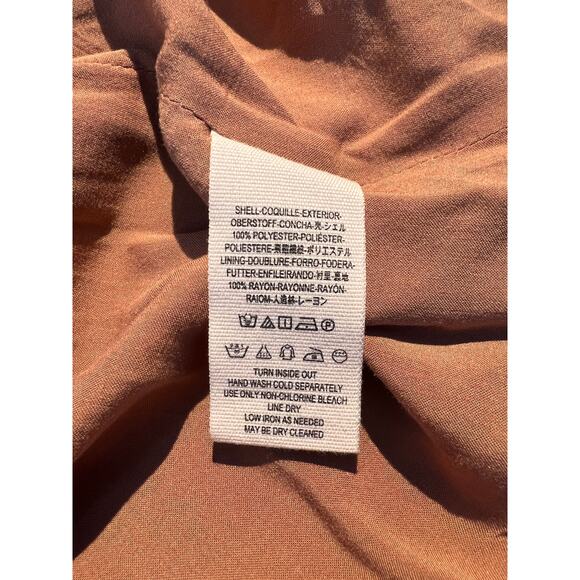 SHELL-COQUILLE-EXTERIOR-
OBERSTOFF-CONCHA-壳-シェル
100% POLYESTER-POLIÉSTER-
POLIESTERE-聚酯纖維-ポリエステル
LINING-DOUBLURE-FORRO-FODERA-
FUTTER-ENFILEIRANDO-衬里-裏地
100% RAYON-RAYONNE-RAYÓN-
RAIOM-人造絲-レーヨン
TURN INSIDE OUT
HAND WASH COLD SEPARATELY
USE ONLY NON-CHLORINE BLEACH
LINE DRY
LOW IRON AS NEEDED
MAY BE DRY CLEANED